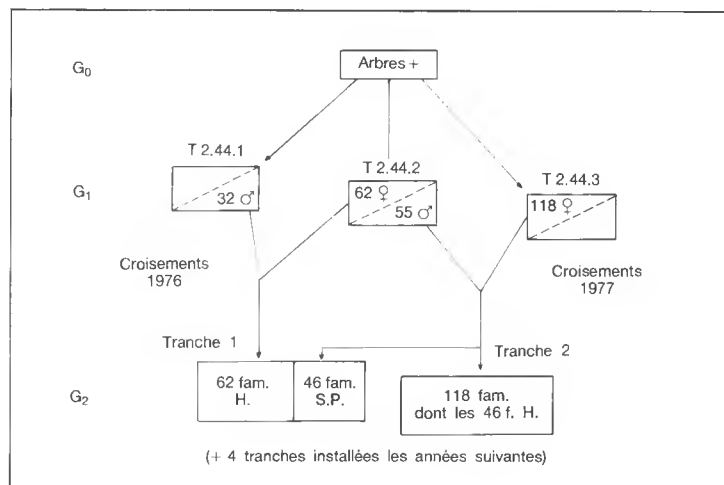 G0
Arbres +
T 2.44.1
T 2.44.2
T 2.44.3
G1
32 ♂
62 ♀
55 ♂
118 ♀
Croisements
1976
Croisements
1977
Tranche 1
Tranche 2
G2
62 fam.
H.
46 fam.
S.P.
118 fam.
dont les 46 f. H.
(+ 4 tranches installées les années suivantes)